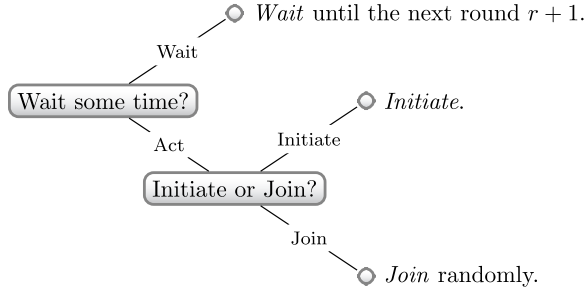 Wait until the next round r + 1.
Wait
Wait some time?
Initiate.
Act
Initiate
Initiate or Join?
Join
Join randomly.